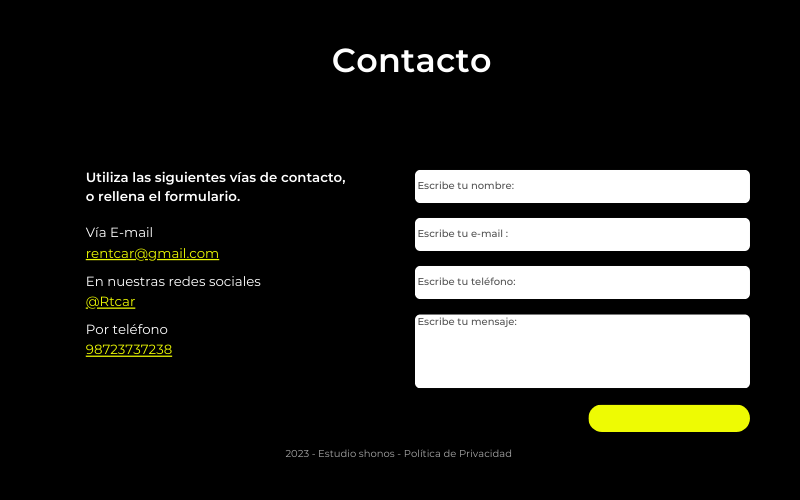 Contacto
Utiliza las siguientes vías de contacto,
o rellena el formulario.
Vía E-mail
rentcar@gmail.com
En nuestras redes sociales
@Rtcar
Por teléfono
98723737238
Escribe tu nombre:
Escribe tu e-mail :
Escribe tu teléfono:
Escribe tu mensaje:
2023 - Estudio shonos - Política de Privacidad